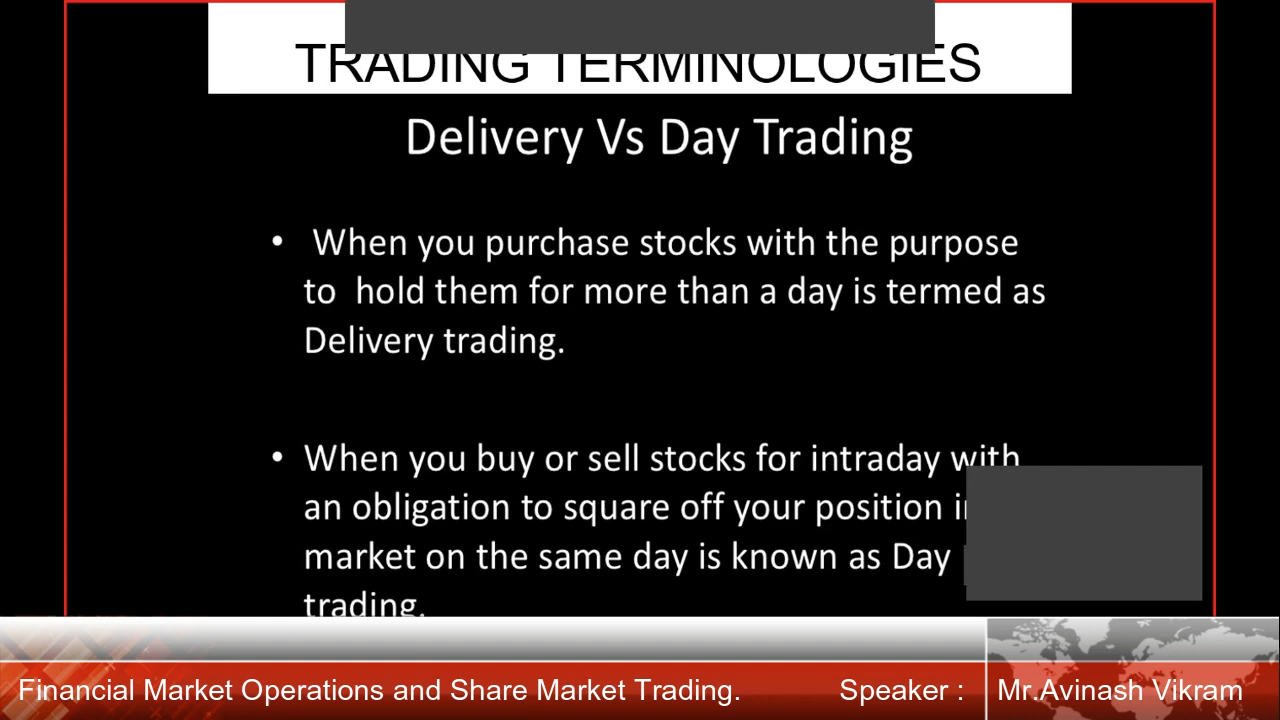 TRADING TERMINOLOGIES
Delivery Vs Day Trading
• When you purchase stocks with the purpose
to hold them for more than a day is termed as
Delivery trading.
• When you buy or sell stocks for intraday with
an obligation to square off your position
market on the same day is known as Day
trading.
Financial Market Operations and Share Market Trading. Speaker : Mr.Avinash Vikram